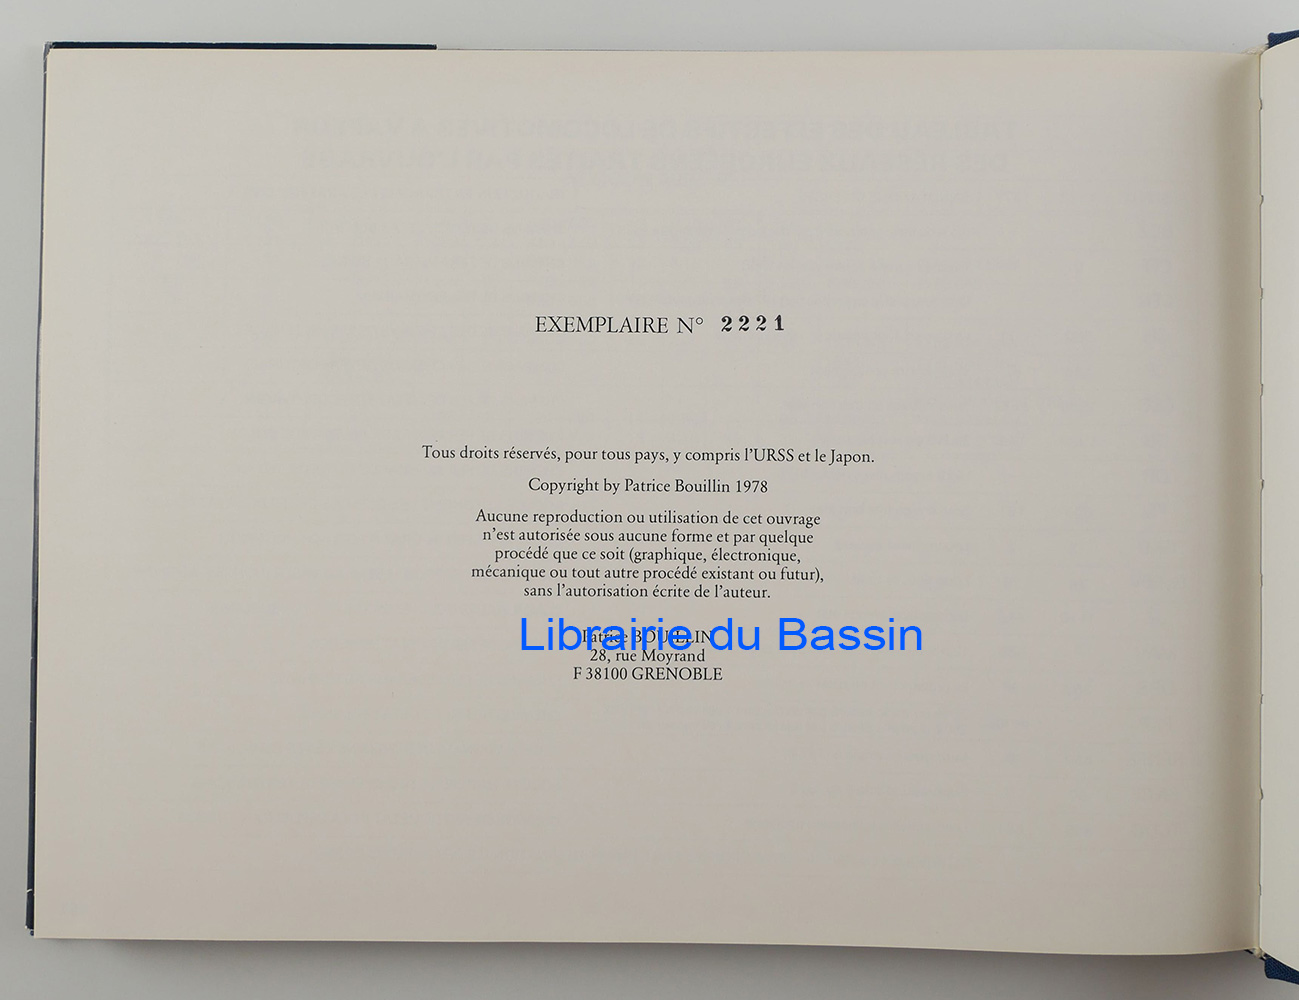 EXEMPLAIRE N° 2221
Tous droits réservés, pour tous pays, y compris l'URSS et le Japon.
Copyright by Patrice Bouillin 1978
Aucune reproduction ou utilisation de cet ouvrage
n'est autorisée sous aucune forme et par quelque
procédé que ce soit (graphique, électronique,
mécanique ou tout autre procédé existant ou futur),
sans l'autorisation écrite de l'auteur.
Patrice BOUILLIN
Librairie du Bassin
28, rue Moyrand
F 38100 GRENOBLE